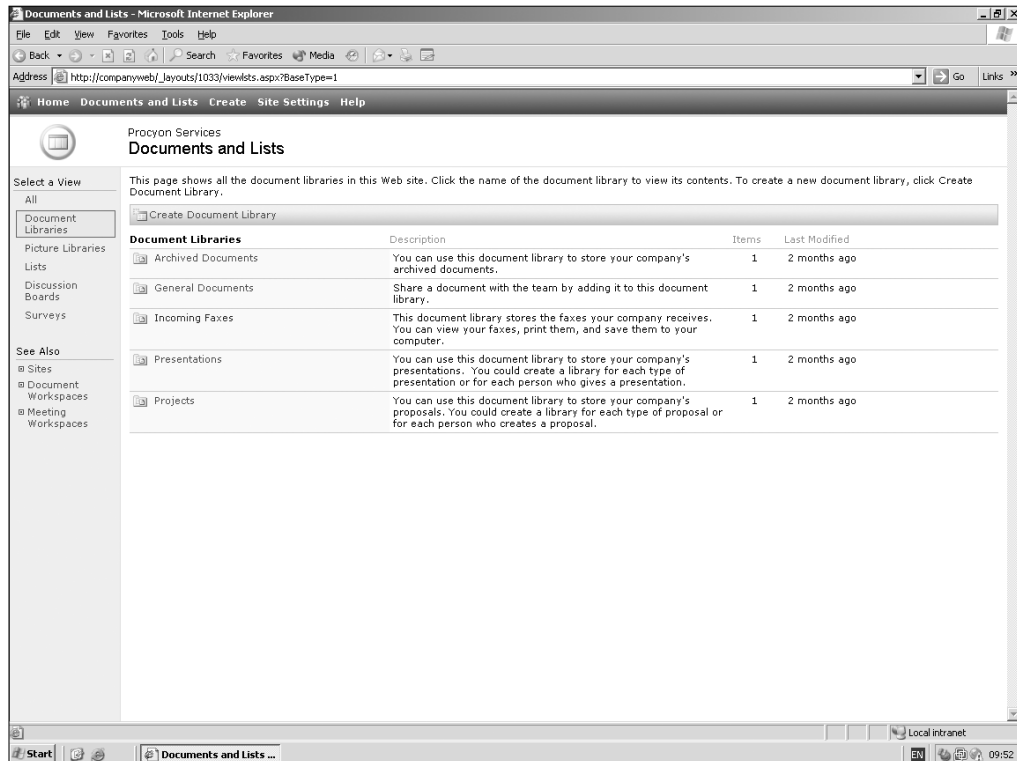 Documents and Lists - Microsoft Internet Explorer
File Edit View Favorites Tools Help
Back Search Favorites Media
Address http://companyweb/_layouts/1033/viewlsts.aspx?BaseType=1 Go Links »
Home Documents and Lists Create Site Settings Help
Procyon Services
Documents and Lists
Select a View
All
Document
Libraries
Picture Libraries
Lists
Discussion
Boards
Surveys
See Also
Sites
Document
Workspaces
Meeting
Workspaces
This page shows all the document libraries in this Web site. Click the name of the document library to view its contents. To create a new document library, click Create
Document Library.
Create Document Library
Document Libraries Description Items Last Modified
Archived Documents You can use this document library to store your company's 1 2 months ago
archived documents.
General Documents Share a document with the team by adding it to this document 1 2 months ago
library.
Incoming Faxes This document library stores the faxes your company receives. 1 2 months ago
You can view your faxes, print them, and save them to your
computer.
Presentations You can use this document library to store your company's 1 2 months ago
presentations. You could create a library for each type of
presentation or for each person who gives a presentation.
Projects You can use this document library to store your company's 1 2 months ago
proposals. You could create a library for each type of proposal or
for each person who creates a proposal.
Local intranet
Start Documents and Lists ... EN 09:52